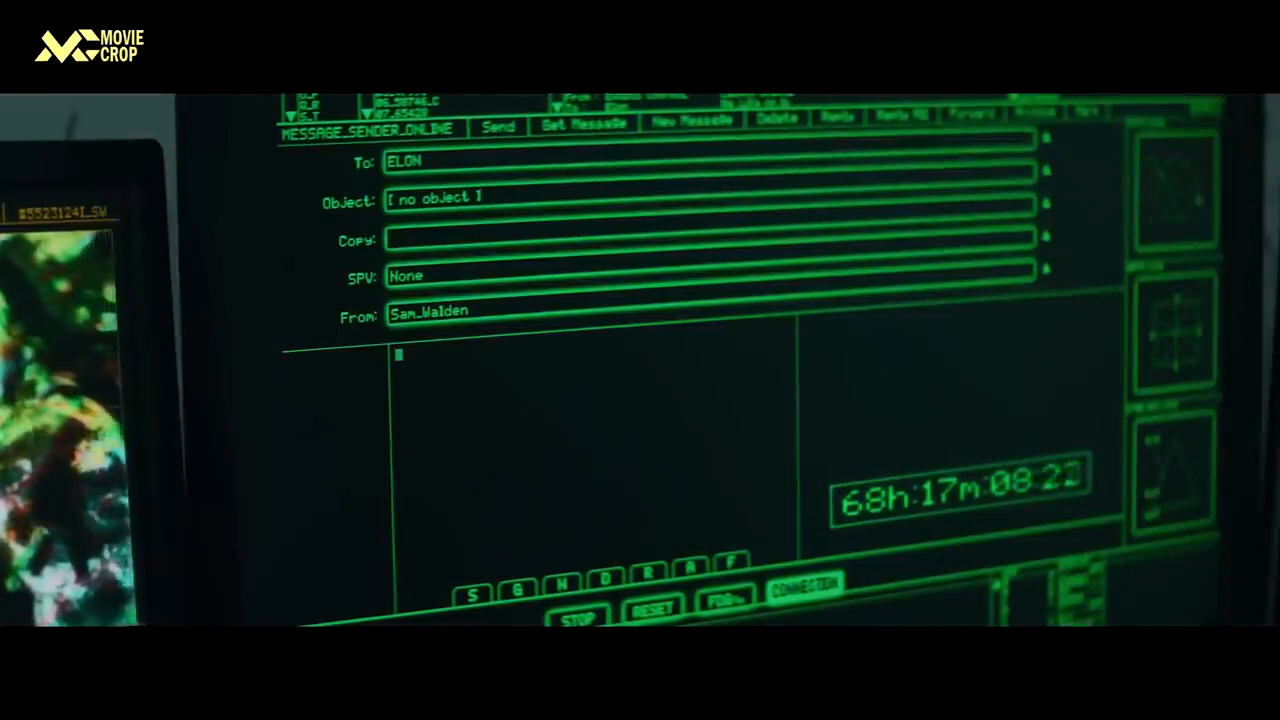 MOVIE
CROP
MESSAGE_SENDER_ONLINE Send Get Message New Message Delete Reply Reply All Forward
#5523124I_SW
To: ELON
Object: [ no object ]
Copy:
SPV: None
From: Sam_Walden
68h:17m:08:22
S G N D R A F
STOP RESET CONNECTION